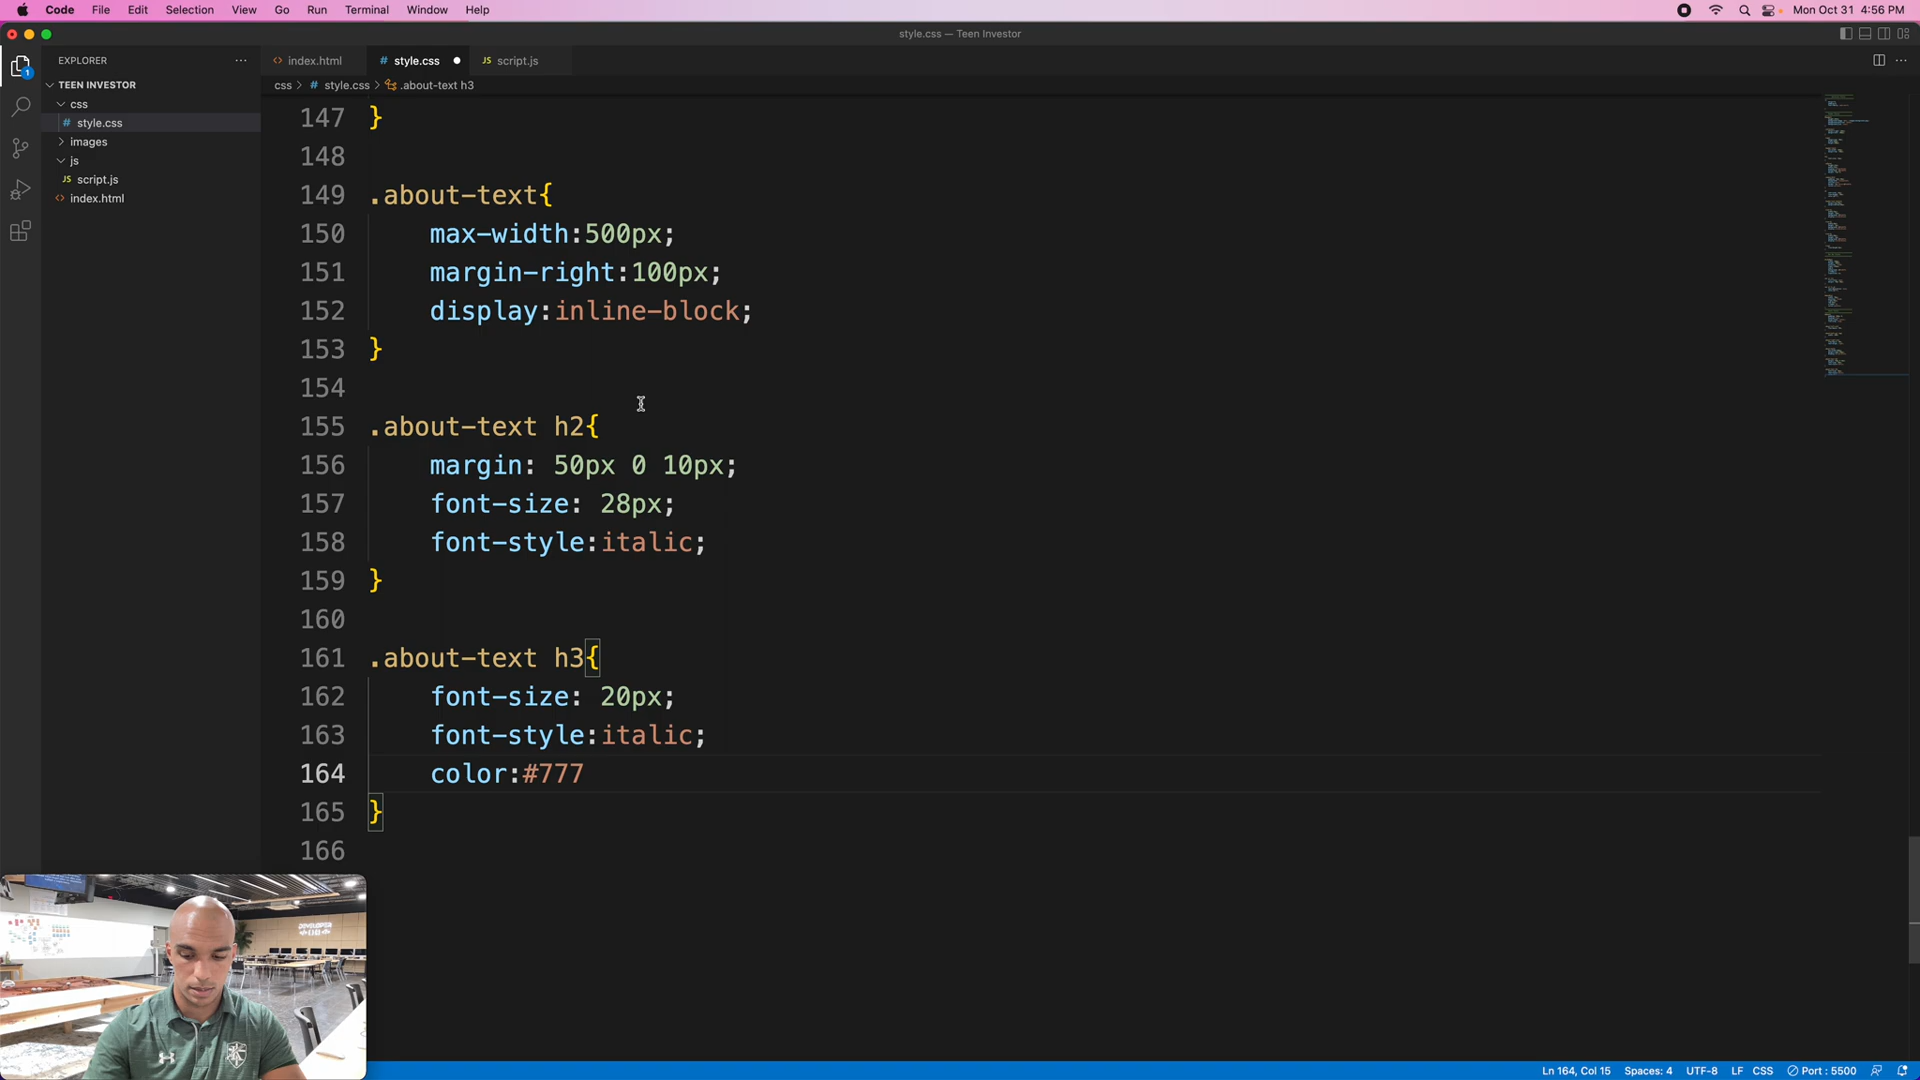 Code File Edit Selection View Go Run Terminal Window Help Mon Oct 31 4:56 PM
style.css — Teen Investor
EXPLORER
index.html
style.css
script.js
TEEN INVESTOR
css > style.css > .about-text h3
css
style.css
images
js
script.js
index.html
1
147 }
148
149 .about-text{
150 max-width:500px;
151 margin-right:100px;
152 display:inline-block;
153 }
154
155 .about-text h2{
156 margin: 50px 0 10px;
157 font-size: 28px;
158 font-style:italic;
159 }
160
161 .about-text h3{
162 font-size: 20px;
163 font-style:italic;
164 color:#777
165 }
166
Ln 164, Col 15 Spaces: 4 UTF-8 LF CSS Port : 5500